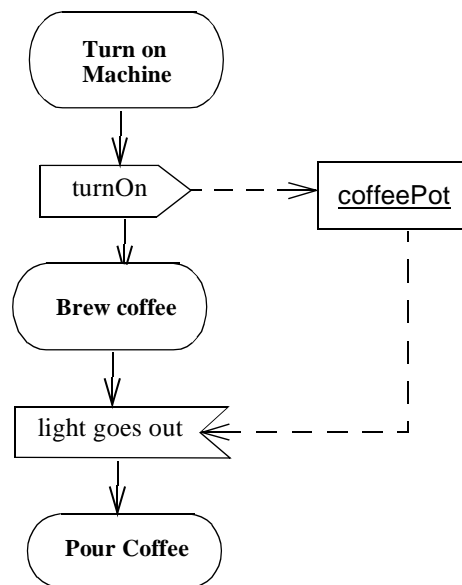 Turn on
Machine
turnOn
coffeePot
Brew coffee
light goes out
Pour Coffee